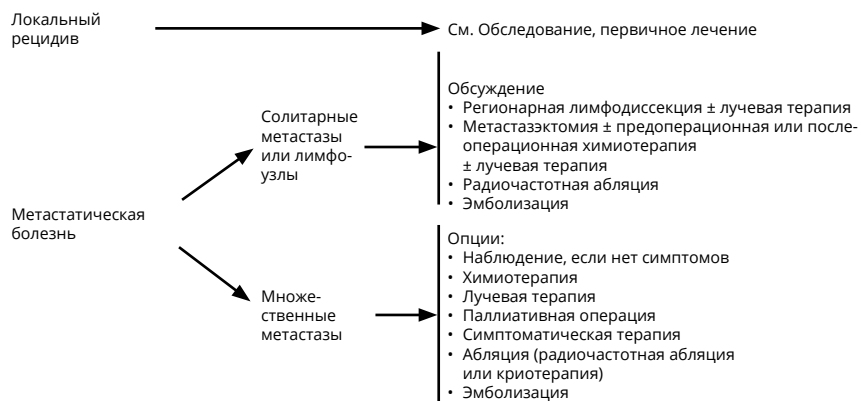 Локальный
рецидив
См. Обследование, первичное лечение
Солитарные
метастазы
или лимфо-
узлы
Обсуждение
• Регионарная лимфодиссекция ± лучевая терапия
• Метастазэктомия ± предоперационная или после-
операционная химиотерапия
± лучевая терапия
• Радиочастотная абляция
• Эмболизация
Метастатическая
болезнь
Множе-
ственные
метастазы
Опции:
• Наблюдение, если нет симптомов
• Химиотерапия
• Лучевая терапия
• Паллиативная операция
• Симптоматическая терапия
• Абляция (радиочастотная абляция
или криотерапия)
• Эмболизация